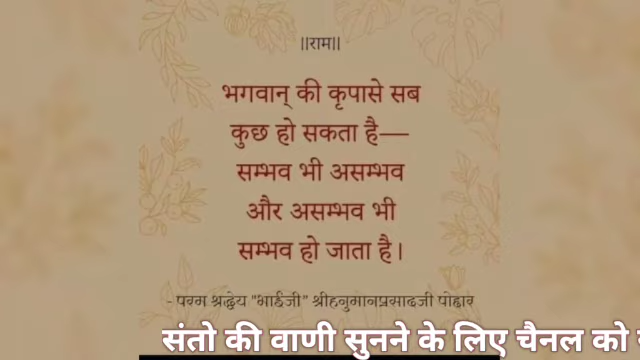 ||राम||
भगवान् की कृपासे सब
कुछ हो सकता है—
सम्भव भी असम्भव
और असम्भव भी
सम्भव हो जाता है।
- परम श्रद्धेय "भाईजी" श्रीहनुमानप्रसादजी पोद्दार
संतो की वाणी सुनने के लिए चैनल को